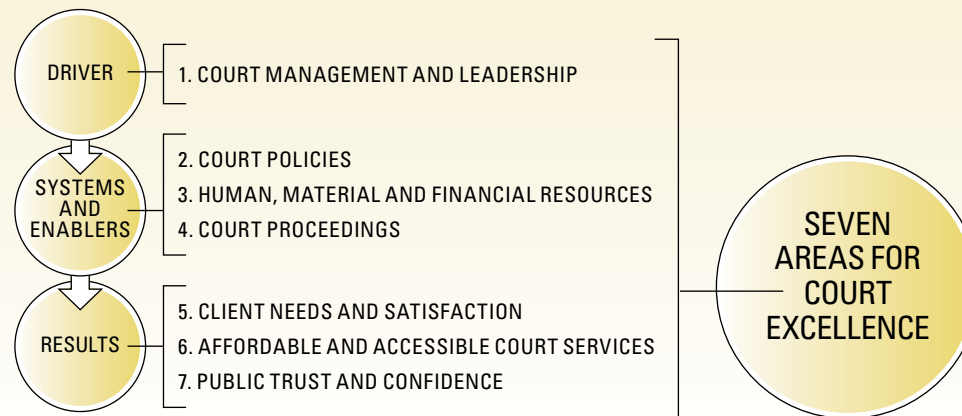 DRIVER
1. COURT MANAGEMENT AND LEADERSHIP
SYSTEMS
AND
ENABLERS
2. COURT POLICIES
3. HUMAN, MATERIAL AND FINANCIAL RESOURCES
4. COURT PROCEEDINGS
RESULTS
5. CLIENT NEEDS AND SATISFACTION
6. AFFORDABLE AND ACCESSIBLE COURT SERVICES
7. PUBLIC TRUST AND CONFIDENCE
SEVEN
AREAS FOR
COURT
EXCELLENCE